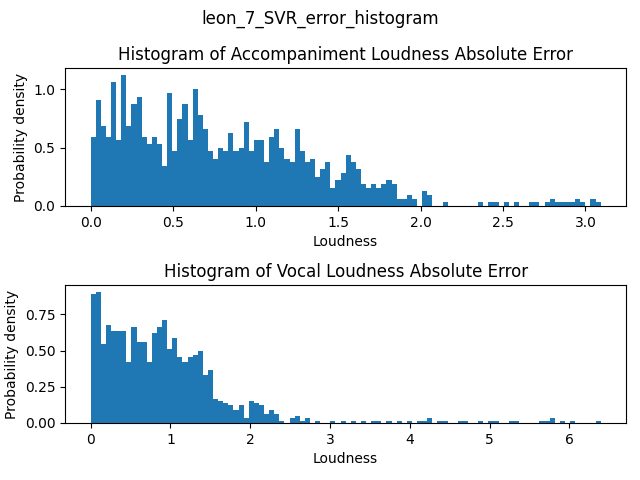 leon_7_SVR_error_histogram
Histogram of Accompaniment Loudness Absolute Error
Probability density
1.0
0.5
0.0
0.0 0.5 1.0 1.5 2.0 2.5 3.0
Loudness
Histogram of Vocal Loudness Absolute Error
Probability density
0.75
0.50
0.25
0.00
0 1 2 3 4 5 6
Loudness